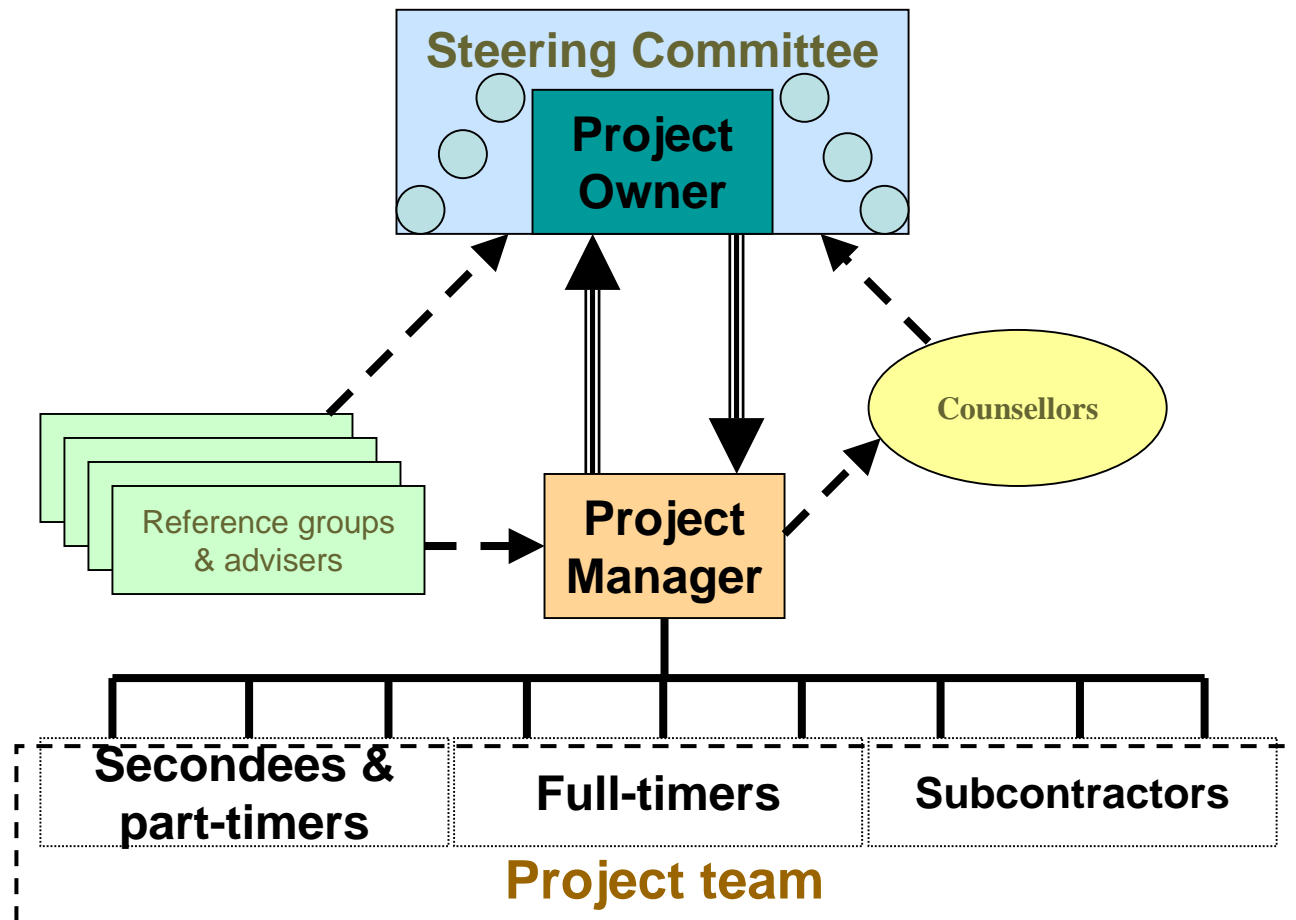 Steering Committee
Project
Owner
Counsellors
Reference groups
& advisers
Project
Manager
Secondees &
part-timers
Full-timers
Subcontractors
Project team